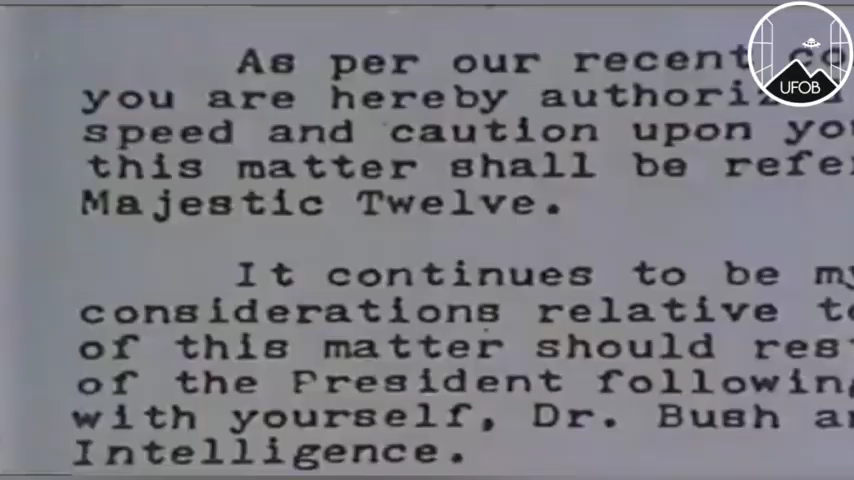 As per our recent co
you are hereby authoriz
speed and caution upon yo
this matter shall be refe
Majestic Twelve.
It continues to be my
considerations relative to
of this matter should res
of the President following
with yourself, Dr. Bush a
Intelligence.
UFOB